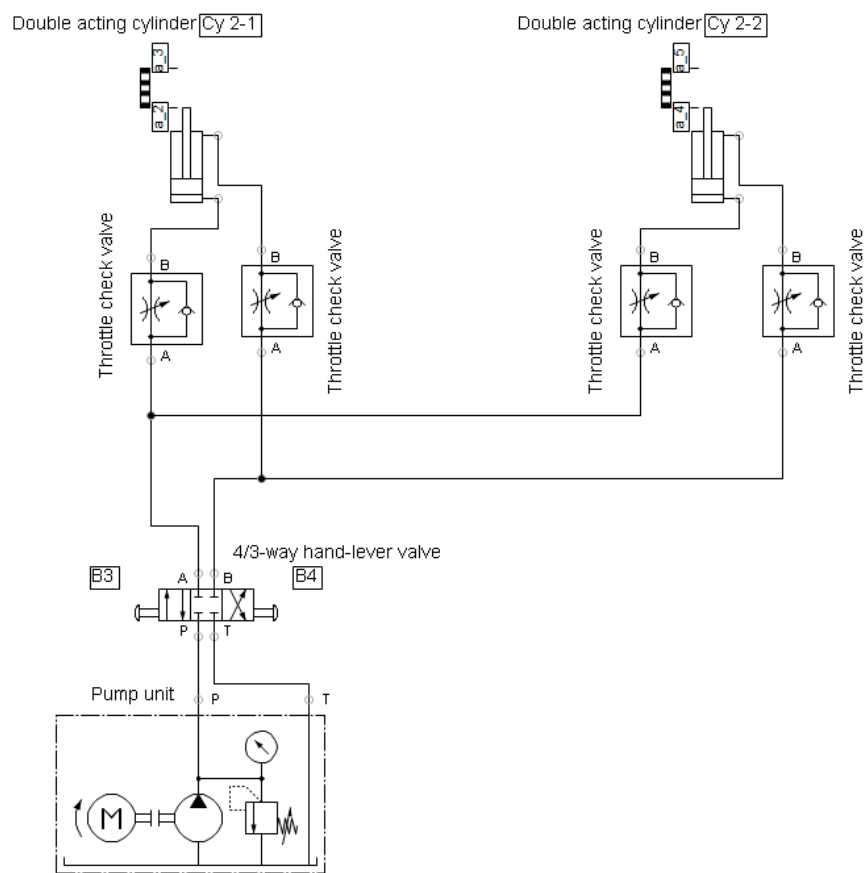 Double acting cylinder Cy 2-1
Double acting cylinder Cy 2-2
a_3
a_5
a_2
a_4
Throttle check valve
B
A
B
A
Throttle check valve
Throttle check valve
B
A
B
A
Throttle check valve
4/3-way hand-lever valve
B3
A
B
B4
P
T
Pump unit
P
T
M